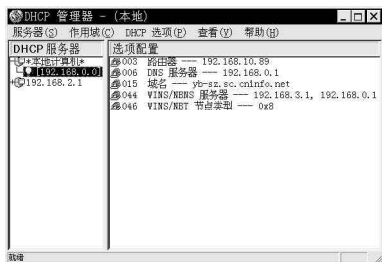 DHCP 管理器 - (本地)
服务器(S) 作用域(C) DHCP 选项(P) 查看(V) 帮助(H)
DHCP 服务器
*本地计算机*
[192.168.0.0]
192.168.2.1
选项配置
003 路由器 --- 192.168.10.89
006 DNS 服务器 --- 192.168.0.1
015 域名 --- yb-sz.sc.cninfo.net
044 WINS/NBNS 服务器 --- 192.168.3.1, 192.168.0.1
046 WINS/NBT 节点类型 --- 0x8
就绪